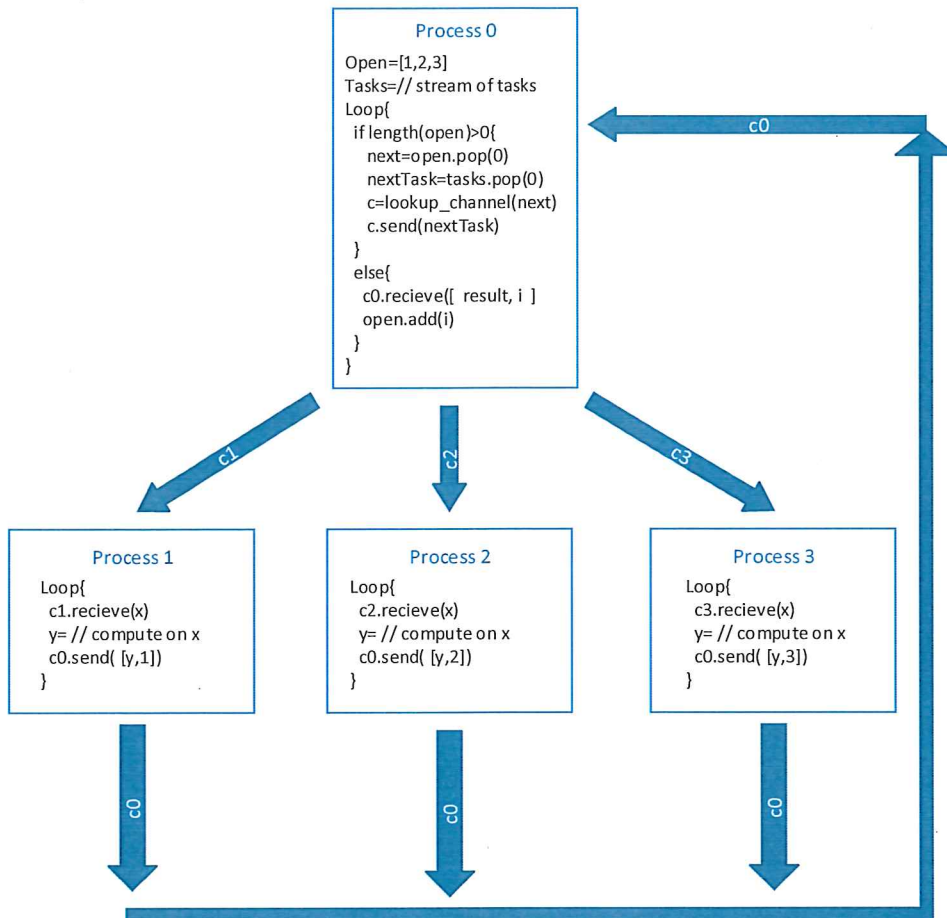 Process 0
Open=[1,2,3]
Tasks=// stream of tasks
Loop{
if length(open)>0{
next=open.pop(0)
nextTask=tasks.pop(0)
c=lookup_channel(next)
c.send(nextTask)
}
else{
c0.recieve([ result, i ]
open.add(i)
}
}
c0
c1
c2
c3
Process 1
Loop{
c1.recieve(x)
y= // compute on x
c0.send( [y,1])
}
Process 2
Loop{
c2.recieve(x)
y= // compute on x
c0.send( [y,2])
}
Process 3
Loop{
c3.recieve(x)
y= // compute on x
c0.send( [y,3])
}
c0
c0
c0